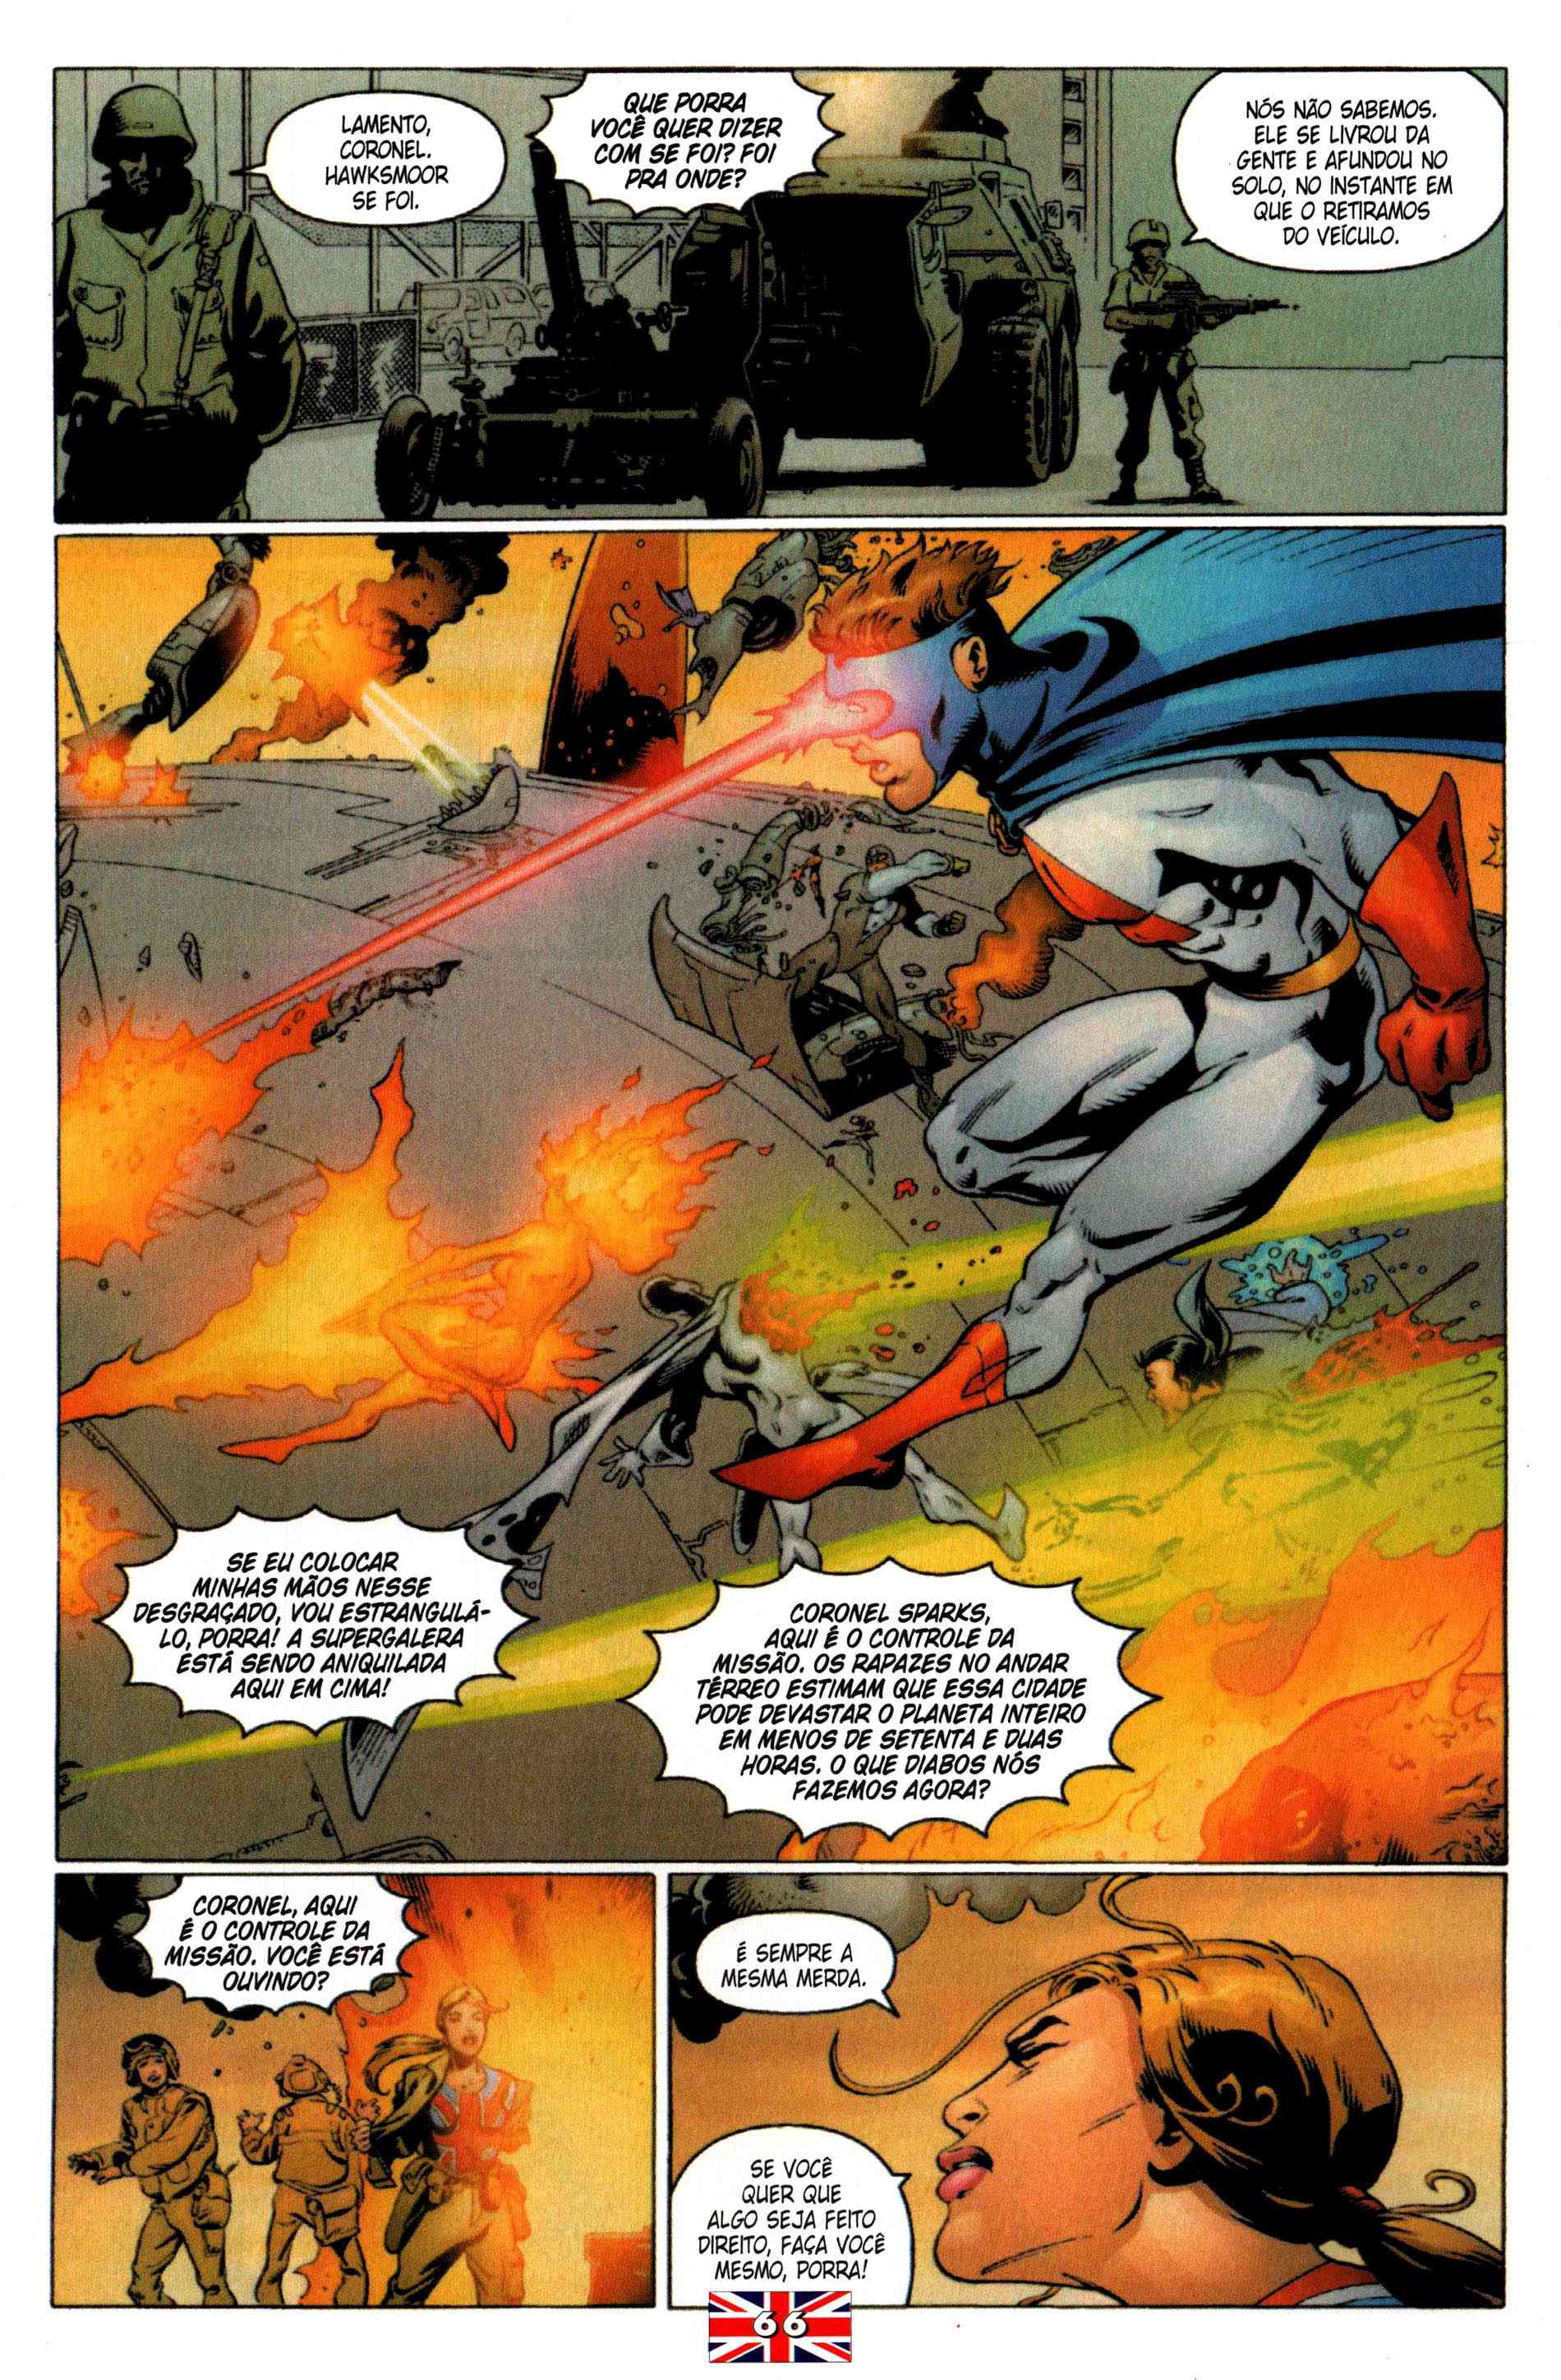 LAMENTO,
CORONEL.
HAWKSMOOR
SE FOI.
QUE PORRA
VOCÊ QUER DIZER
COM SE FOI? FOI
PRA ONDE?
NÓS NÃO SABEMOS.
ELE SE LIVROU DA
GENTE E AFUNDOU NO
SOLO, NO INSTANTE EM
QUE O RETIRAMOS
DO VEÍCULO.
SE EU COLOCAR
MINHAS MÃOS NESSE
DESGRAÇADO, VOU ESTRANGULÁ-
LO, PORRA! A SUPERGALERA
ESTÁ SENDO ANIQUILADA
AQUI EM CIMA!
CORONEL SPARKS,
AQUI É O CONTROLE DA
MISSÃO. OS RAPAZES NO ANDAR
TÉRREO ESTIMAM QUE ESSA CIDADE
PODE DEVASTAR O PLANETA INTEIRO
EM MENOS DE SETENTA E DUAS
HORAS. O QUE DIABOS NÓS
FAZEMOS AGORA?
CORONEL, AQUI
É O CONTROLE DA
MISSÃO. VOCÊ ESTÁ
OUVINDO?
É SEMPRE A
MESMA MERDA.
SE VOCÊ
QUER QUE
ALGO SEJA FEITO
DIREITO, FAÇA VOCÊ
MESMO, PORRA!
66